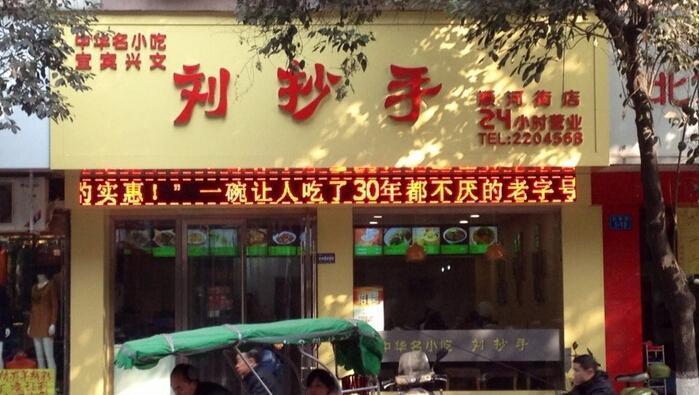 中华名小吃
宜宾兴文
刘抄手
顺河街店
24小时营业
TEL:2204568
北
的实惠！”一碗让人吃了30年都不厌的老字号
中华名小吃 刘抄手